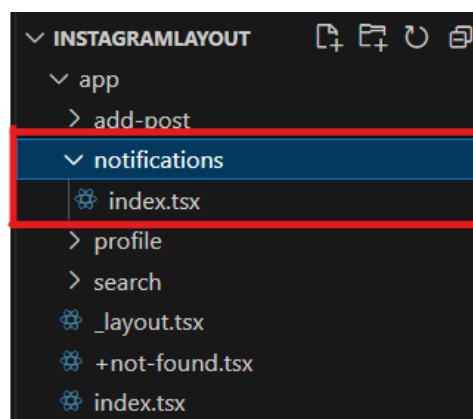 INSTAGRAMLAYOUT
app
add-post
notifications
index.tsx
profile
search
_layout.tsx
+not-found.tsx
index.tsx